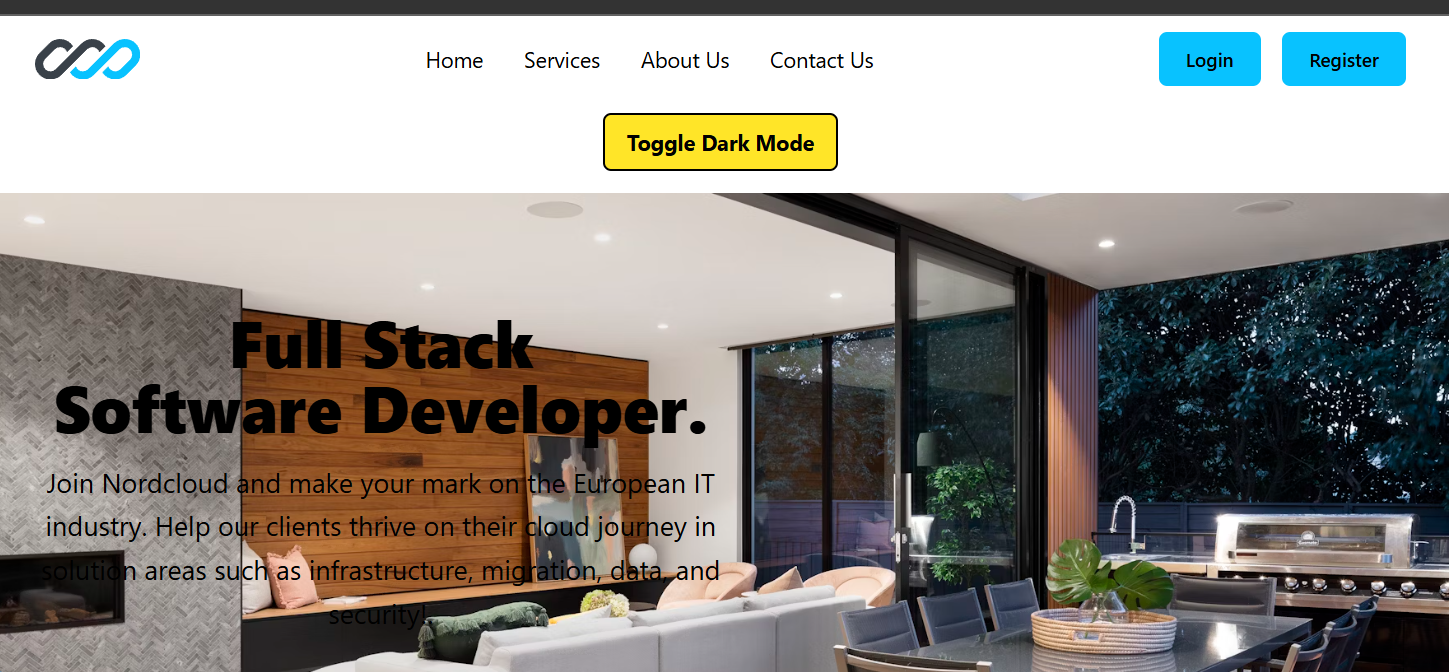 Home Services About Us Contact Us Login Register
Toggle Dark Mode
Full Stack
Software Developer.
Join Nordcloud and make your mark on the European IT
industry. Help our clients thrive on their cloud journey in
solution areas such as infrastructure, migration, data, and
security!.